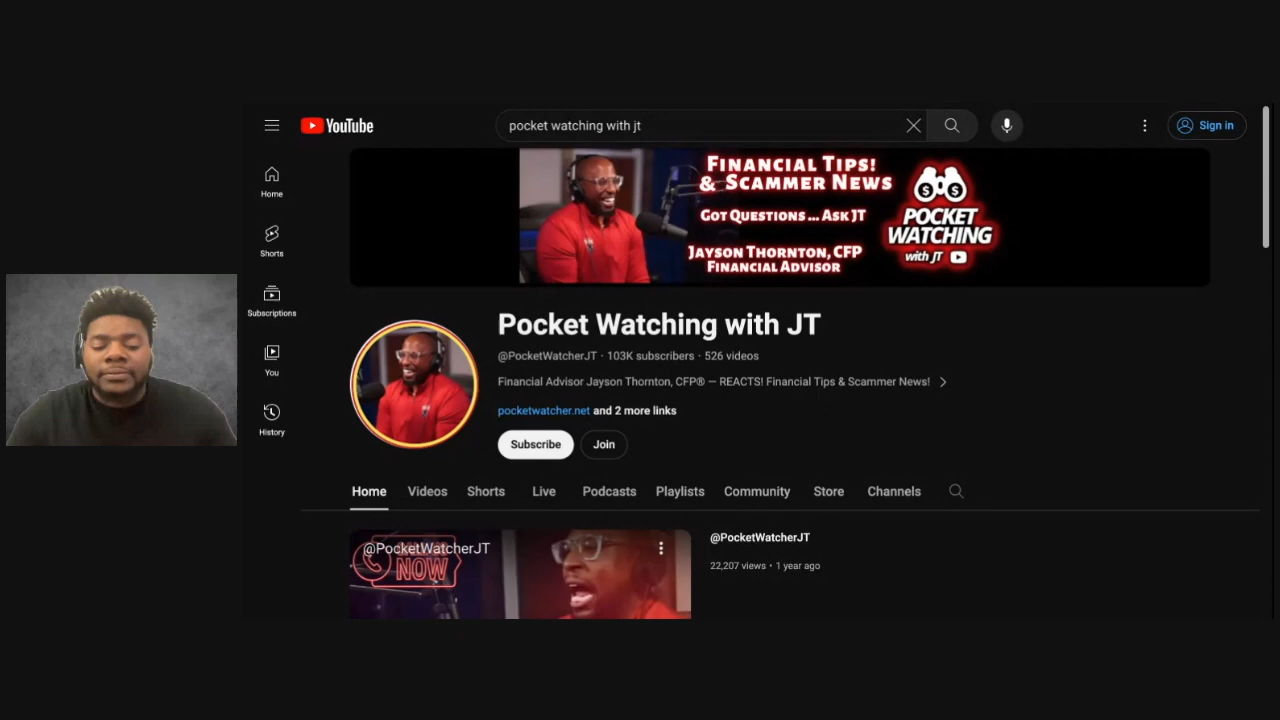 YouTube
pocket watching with jt
Sign in
Home
Shorts
Subscriptions
You
History
FINANCIAL TIPS!
& SCAMMER NEWS
GOT QUESTIONS ... ASK JT
JAYSON THORNTON, CFP
FINANCIAL ADVISOR
$ $
POCKET
WATCHING
with JT
Pocket Watching with JT
@PocketWatcherJT · 103K subscribers · 526 videos
Financial Advisor Jayson Thornton, CFP® — REACTS! Financial Tips & Scammer News!
pocketwatcher.net and 2 more links
Subscribe
Join
Home Videos Shorts Live Podcasts Playlists Community Store Channels
@PocketWatcherJT
NOW
@PocketWatcherJT
22,207 views • 1 year ago